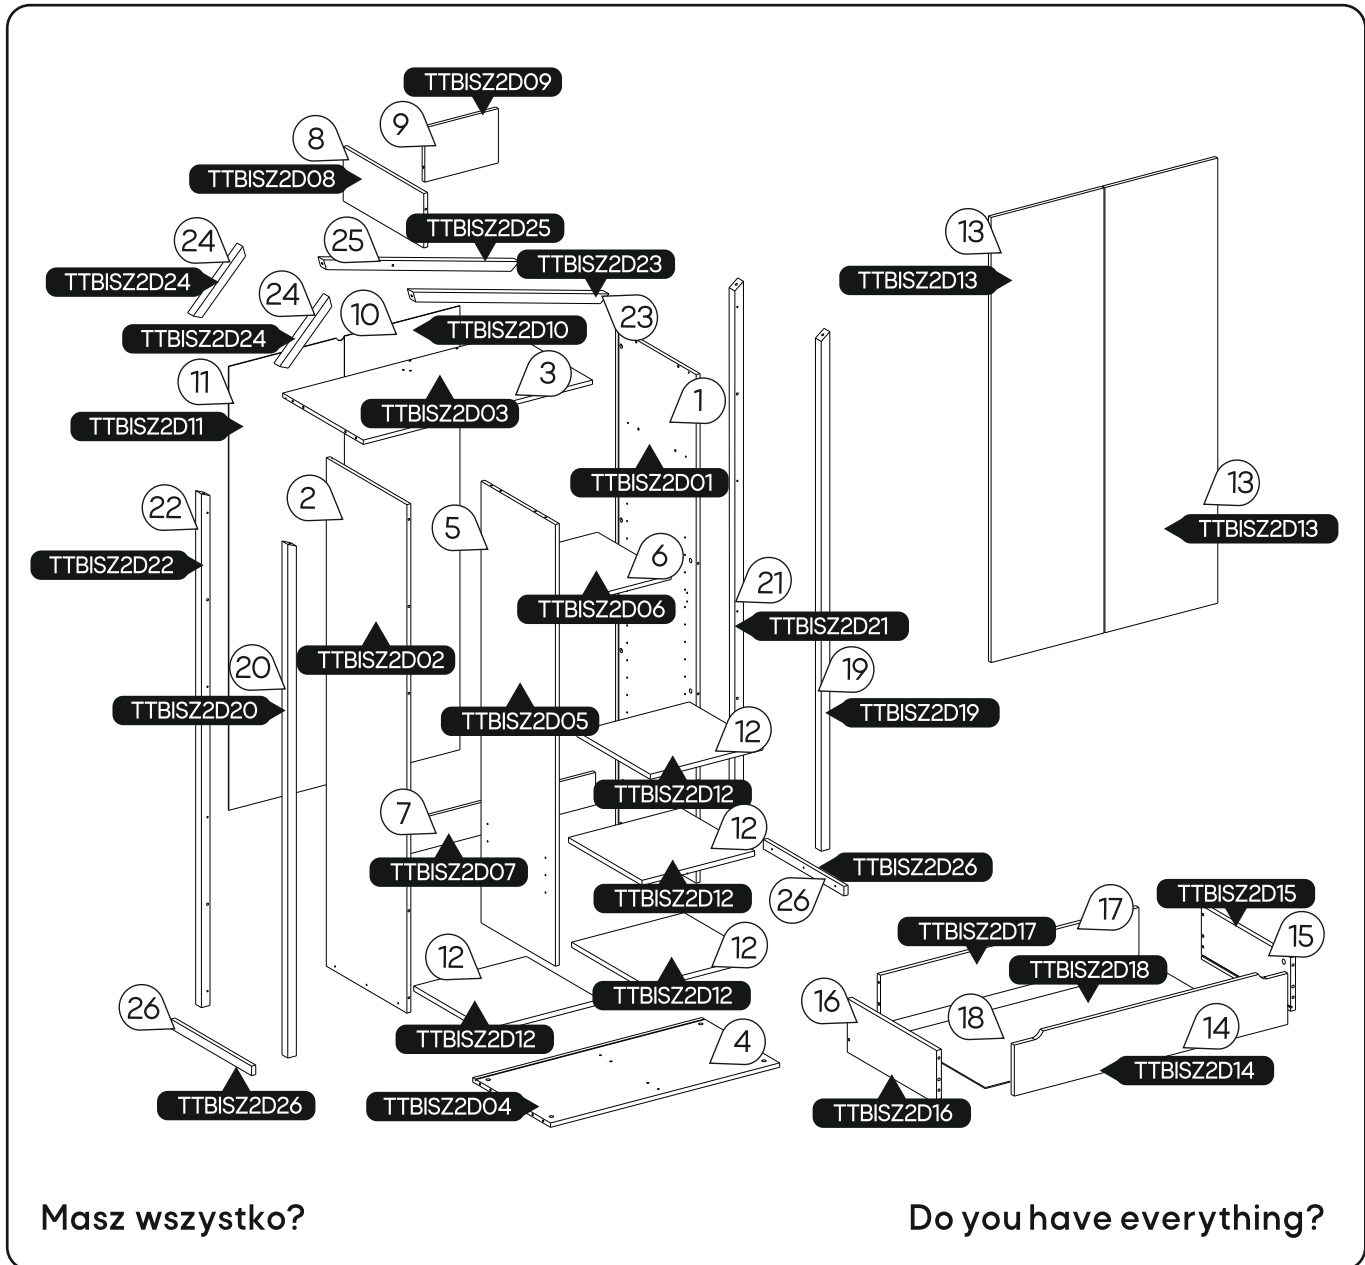 TTBISZ2D09
9
8
TTBISZ2D08
TTBISZ2D25
24
25
13
TTBISZ2D23
TTBISZ2D24
TTBISZ2D13
24
10
23
TTBISZ2D24
TTBISZ2D10
11
3
1
TTBISZ2D03
TTBISZ2D11
TTBISZ2D01
13
2
22
5
TTBISZ2D13
6
TTBISZ2D22
21
TTBISZ2D06
TTBISZ2D21
20
TTBISZ2D02
19
TTBISZ2D20
TTBISZ2D05
TTBISZ2D19
12
TTBISZ2D12
7
12
TTBISZ2D07
TTBISZ2D26
TTBISZ2D12
26
17
TTBISZ2D15
TTBISZ2D17
15
12
12
TTBISZ2D18
TTBISZ2D12
16
26
18
14
TTBISZ2D12
4
TTBISZ2D14
TTBISZ2D26
TTBISZ2D04
TTBISZ2D16
Masz wszystko?
Do you have everything?